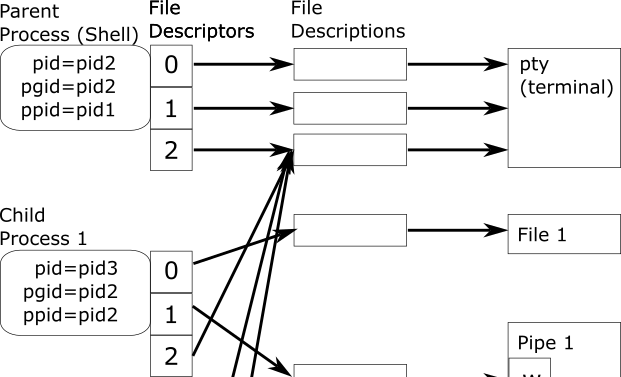 Parent
Process (Shell)
File
Descriptors
File
Descriptions
pid=pid2
pgid=pid2
ppid=pid1
0
1
2
pty
(terminal)
Child
Process 1
pid=pid3
pgid=pid2
ppid=pid2
0
1
2
File 1
Pipe 1